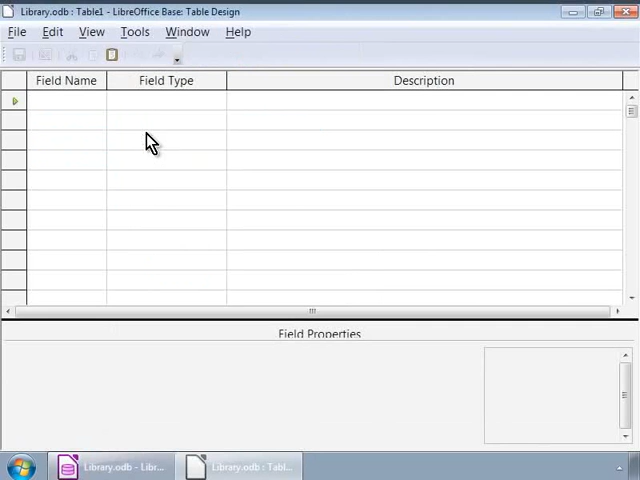 Library.odb : Table1 - LibreOffice Base: Table Design
File Edit View Tools Window Help
Field Name Field Type Description
Field Properties
Library.odb - Libr... Library.odb : Tabl...